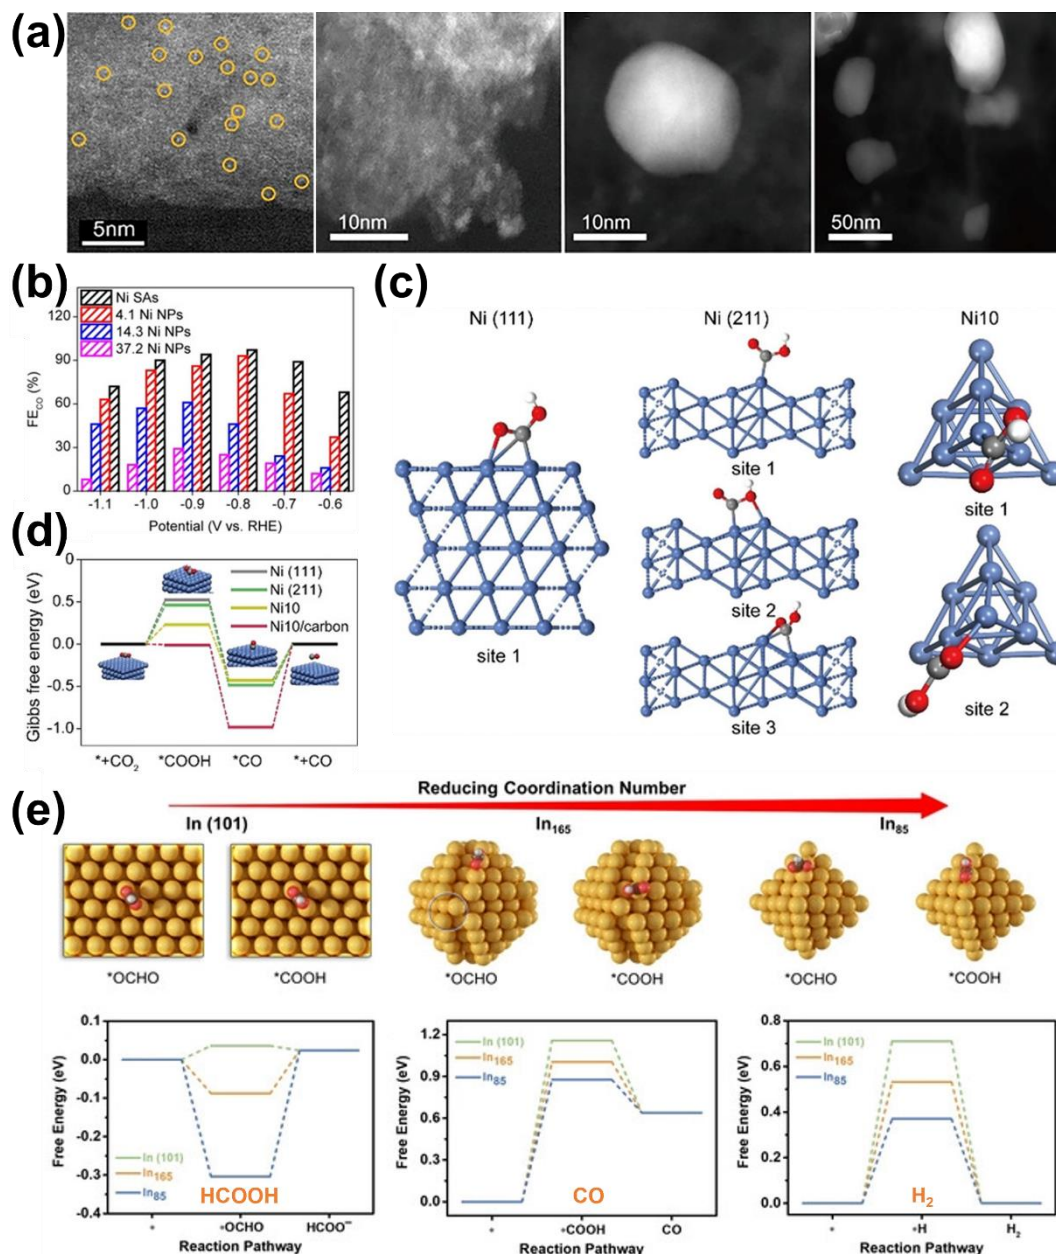 (a)
5nm
10nm
10nm
50nm
(b)
Ni SAs
4.1 Ni NPs
14.3 Ni NPs
37.2 Ni NPs
120
90
60
30
0
FE_CO (%)
-1.1 -1.0 -0.9 -0.8 -0.7 -0.6
Potential (V vs. RHE)
(c)
Ni (111)
Ni (211)
Ni10
site 1
site 1
site 2
site 3
site 1
site 2
(d)
Gibbs free energy (eV)
0
0.5
0.0
-0.5
-1.0
Ni (111)
Ni (211)
Ni10
Ni10/carbon
*+CO₂ *COOH *CO *+CO
(e)
Reducing Coordination Number
In (101)
In₁₆₅
In₈₅
*OCHO
*COOH
*OCHO
*COOH
*OCHO
*COOH
Free Energy (eV)
0.1
0.0
-0.1
-0.2
-0.3
-0.4
In (101)
In₁₆₅
In₈₅
HCOOH
* *OCHO HCOO⁻*
Reaction Pathway
Free Energy (eV)
1.2
0.9
0.6
0.3
0.0
In (101)
In₁₆₅
In₈₅
CO
* *COOH CO
Reaction Pathway
Free Energy (eV)
0.8
0.6
0.4
0.2
0.0
In (101)
In₁₆₅
In₈₅
H₂
* *H H₂
Reaction Pathway